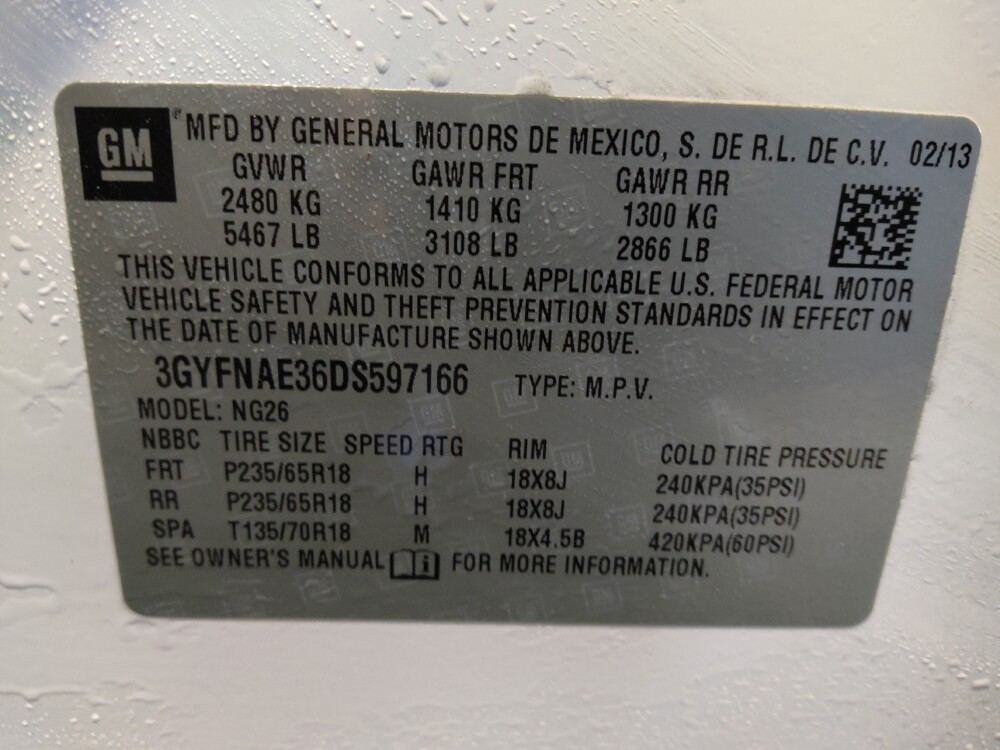 GM
MFD BY GENERAL MOTORS DE MEXICO, S. DE R.L. DE C.V. 02/13
GVWR GAWR FRT GAWR RR
2480 KG 1410 KG 1300 KG
5467 LB 3108 LB 2866 LB
THIS VEHICLE CONFORMS TO ALL APPLICABLE U.S. FEDERAL MOTOR
VEHICLE SAFETY AND THEFT PREVENTION STANDARDS IN EFFECT ON
THE DATE OF MANUFACTURE SHOWN ABOVE.
3GYFNAE36DS597166 TYPE: M.P.V.
MODEL: NG26
NBBC TIRE SIZE SPEED RTG RIM COLD TIRE PRESSURE
FRT P235/65R18 H 18X8J 240KPA(35PSI)
RR P235/65R18 H 18X8J 240KPA(35PSI)
SPA T135/70R18 M 18X4.5B 420KPA(60PSI)
SEE OWNER'S MANUAL i FOR MORE INFORMATION.